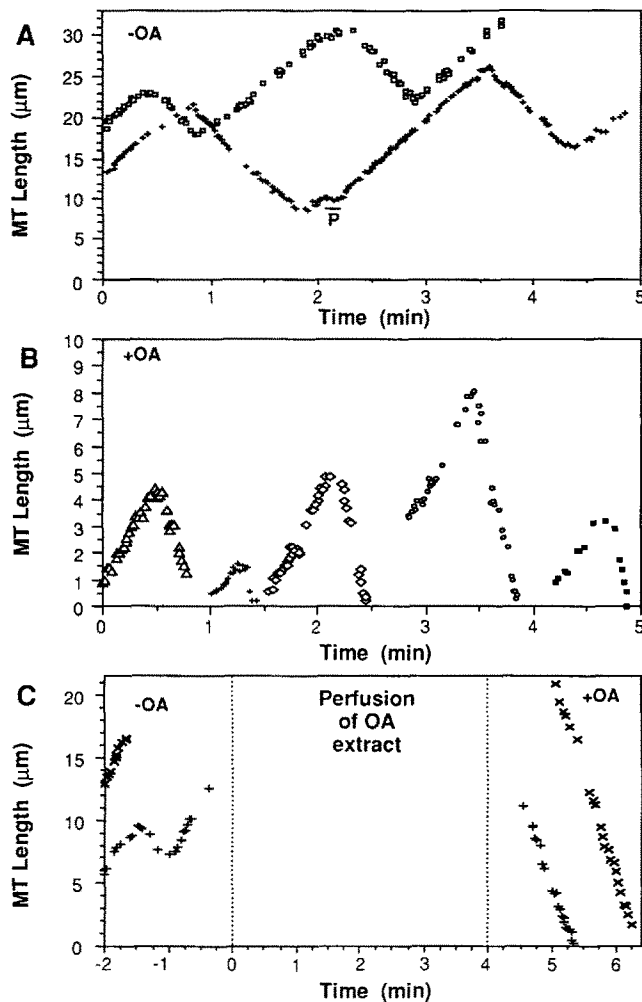 A
-OA
MT Length (μm)
30
25
20
15
10
5
0
P
0 1 2 3 4 5
Time (min)
B
+OA
MT Length (μm)
10
9
8
7
6
5
4
3
2
1
0
0 1 2 3 4 5
Time (min)
C
-OA
Perfusion
of OA
extract
+OA
MT Length (μm)
20
15
10
5
0
-2 -1 0 1 2 3 4 5 6
Time (min)